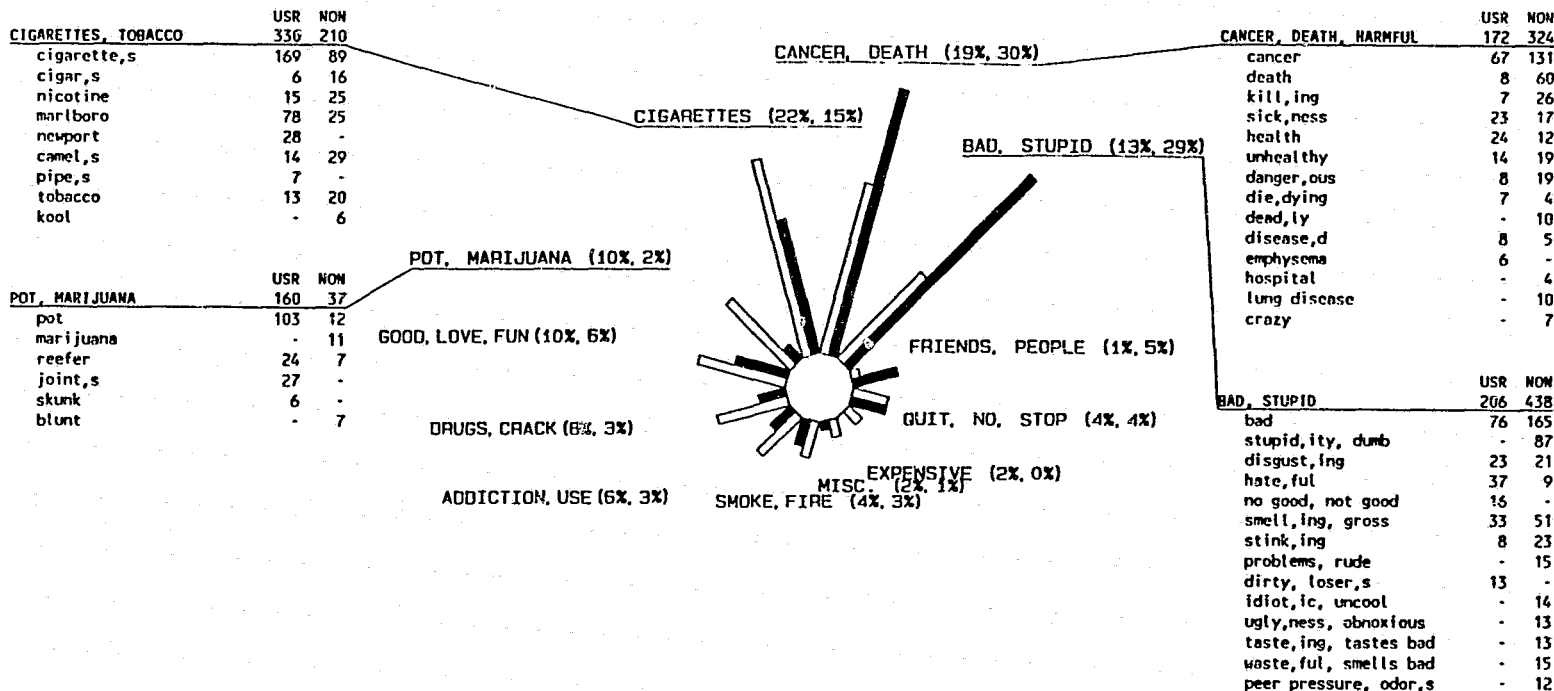 USR NON
CIGARETTES, TOBACCO 336 210
cigarette,s 169 89
cigar,s 6 16
nicotine 15 25
marlboro 78 25
newport 28 -
camel,s 14 29
pipe,s 7 -
tobacco 13 20
kool - 6
USR NON
POT, MARIJUANA 160 37
pot 103 12
marijuana - 11
reefer 24 7
joint,s 27 -
skunk 6 -
blunt - 7
CANCER, DEATH (19%, 30%)
CIGARETTES (22%, 15%)
BAD, STUPID (13%, 29%)
POT, MARIJUANA (10%, 2%)
GOOD, LOVE, FUN (10%, 6%)
FRIENDS, PEOPLE (1%, 5%)
DRUGS, CRACK (6%, 3%)
QUIT, NO, STOP (4%, 4%)
EXPENSIVE (2%, 0%)
MISC. (2%, 1%)
ADDICTION, USE (6%, 3%)
SMOKE, FIRE (4%, 3%)
USR NON
CANCER, DEATH, HARMFUL 172 324
cancer 67 131
death 8 60
kill,ing 7 26
sick,ness 23 17
health 24 12
unhealthy 14 19
danger,ous 8 19
die,dying 7 4
dead,ly - 10
disease,d 8 5
emphysema 6 -
hospital - 4
lung disease - 10
crazy - 7
USR NON
BAD, STUPID 206 438
bad 76 165
stupid,ity, dumb - 87
disgust,ing 23 21
hate,ful 37 9
no good, not good 16 -
smell,ing, gross 33 51
stink,ing 8 23
problems, rude - 15
dirty, loser,s 13 -
idiot,ic, uncool - 14
ugly,ness, abnoxious - 13
taste,ing, tastes bad - 13
waste,ful, smells bad - 15
peer pressure, odor,s - 12